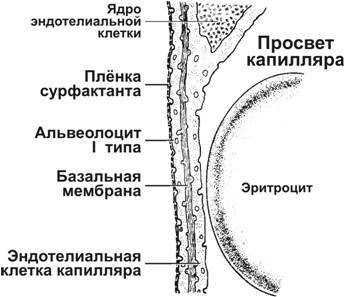 Ядро
эндотелиальной
клетки
Просвет
капилляра
Плёнка
сурфактанта
Альвеолоцит
I типа
Базальная
мембрана
Эритроцит
Эндотелиальная
клетка капилляра